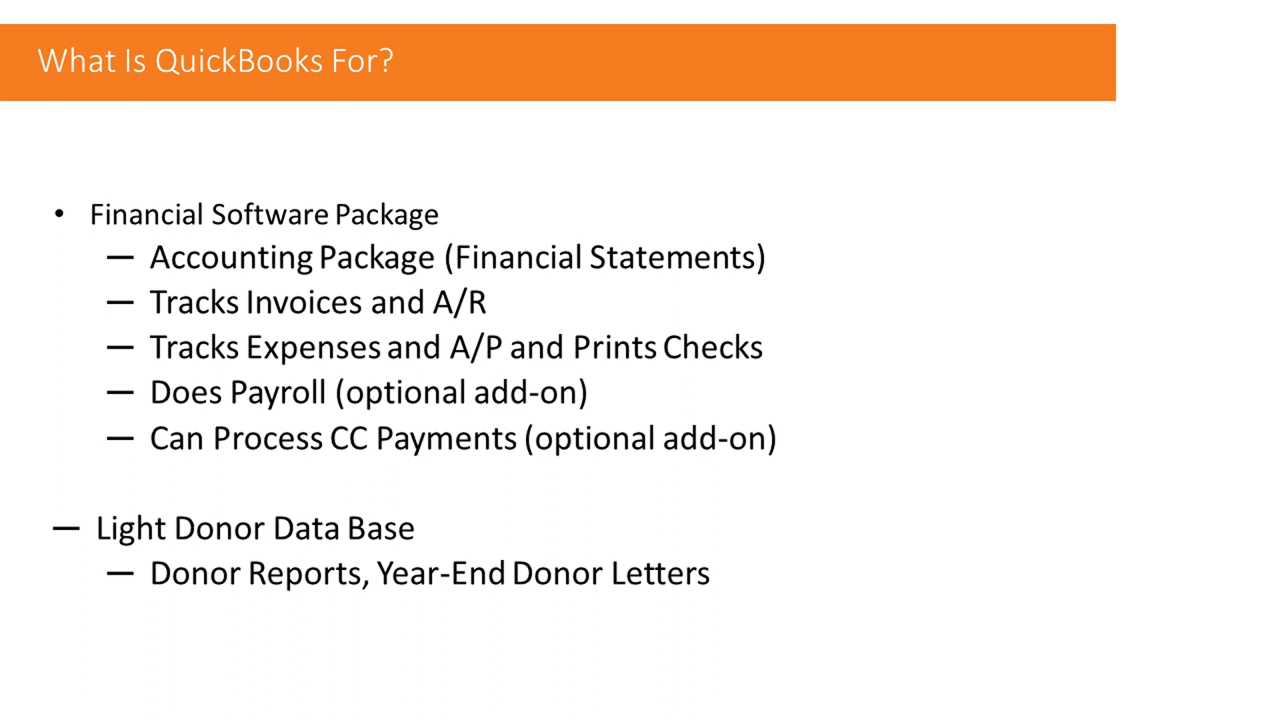 What Is QuickBooks For?
• Financial Software Package
— Accounting Package (Financial Statements)
— Tracks Invoices and A/R
— Tracks Expenses and A/P and Prints Checks
— Does Payroll (optional add-on)
— Can Process CC Payments (optional add-on)
— Light Donor Data Base
— Donor Reports, Year-End Donor Letters